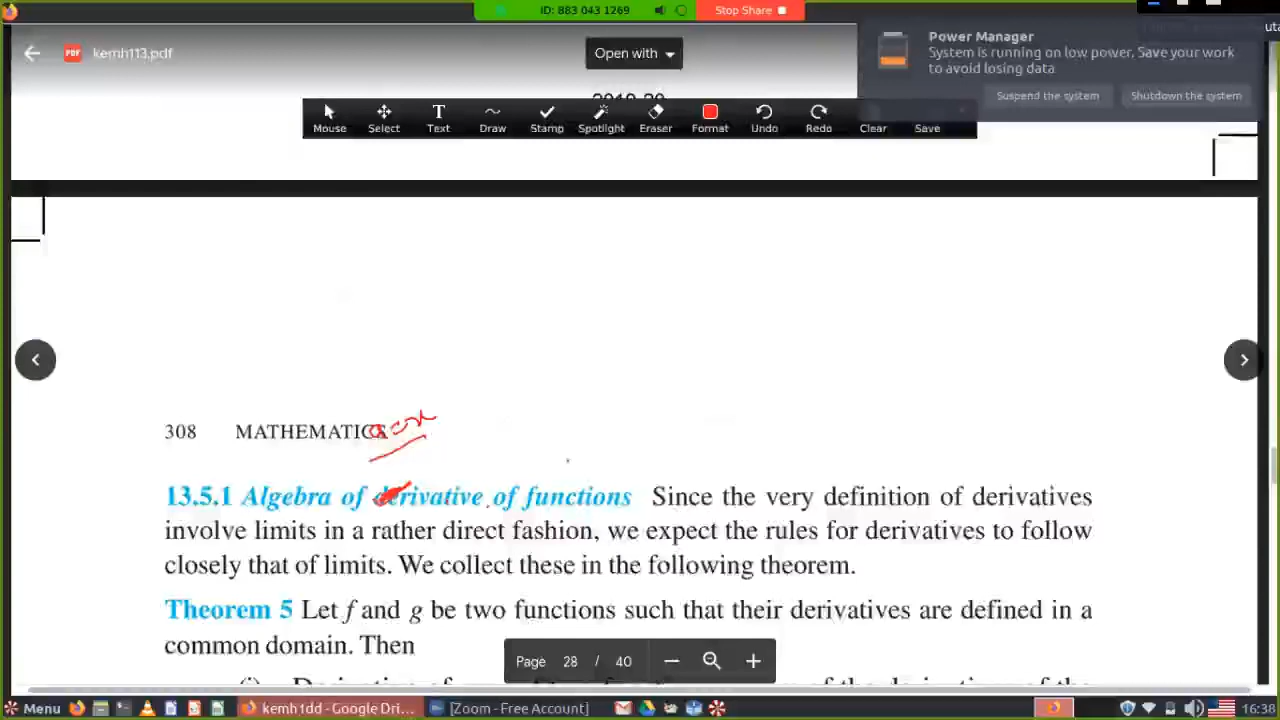 ID: 883 043 1269 Stop Share
kemh113.pdf
Open with
Power Manager
System is running on low power, Save your work
to avoid losing data
Suspend the system Shutdown the system
Mouse Select Text Draw Stamp Spotlight Eraser Format Undo Redo Clear Save
308 MATHEMATICS
13.5.1 Algebra of derivative of functions Since the very definition of derivatives
involve limits in a rather direct fashion, we expect the rules for derivatives to follow
closely that of limits. We collect these in the following theorem.
Theorem 5 Let f and g be two functions such that their derivatives are defined in a
common domain. Then
Page 28 / 40
Menu kemh1dd - Google Dri... [Zoom - Free Account] 16:38